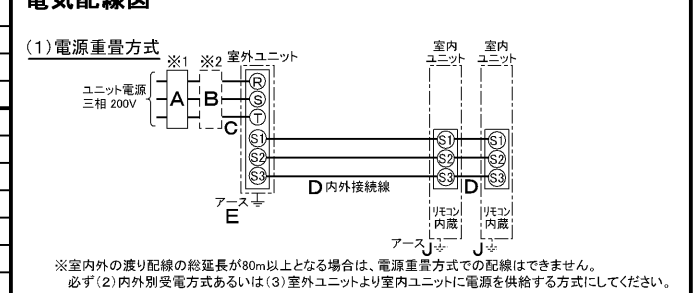 電気配線図
(1)電源重畳方式
※1 ※2 室外ユニット
室内ユニット 室内ユニット
ユニット電源
三相 200V
A B
R
S
T
C
S1 S1 S1
S2 S2 S2
S3 S3 S3
D 内外接続線 D
アース
E
リモコン内蔵 リモコン内蔵
アース J J
※室内外の渡り配線の総延長が80m以上となる場合は、電源重畳方式での配線はできません。
必ず(2)内外別受電方式あるいは(3)室外ユニットより室内ユニットに電源を供給する方式にしてください。